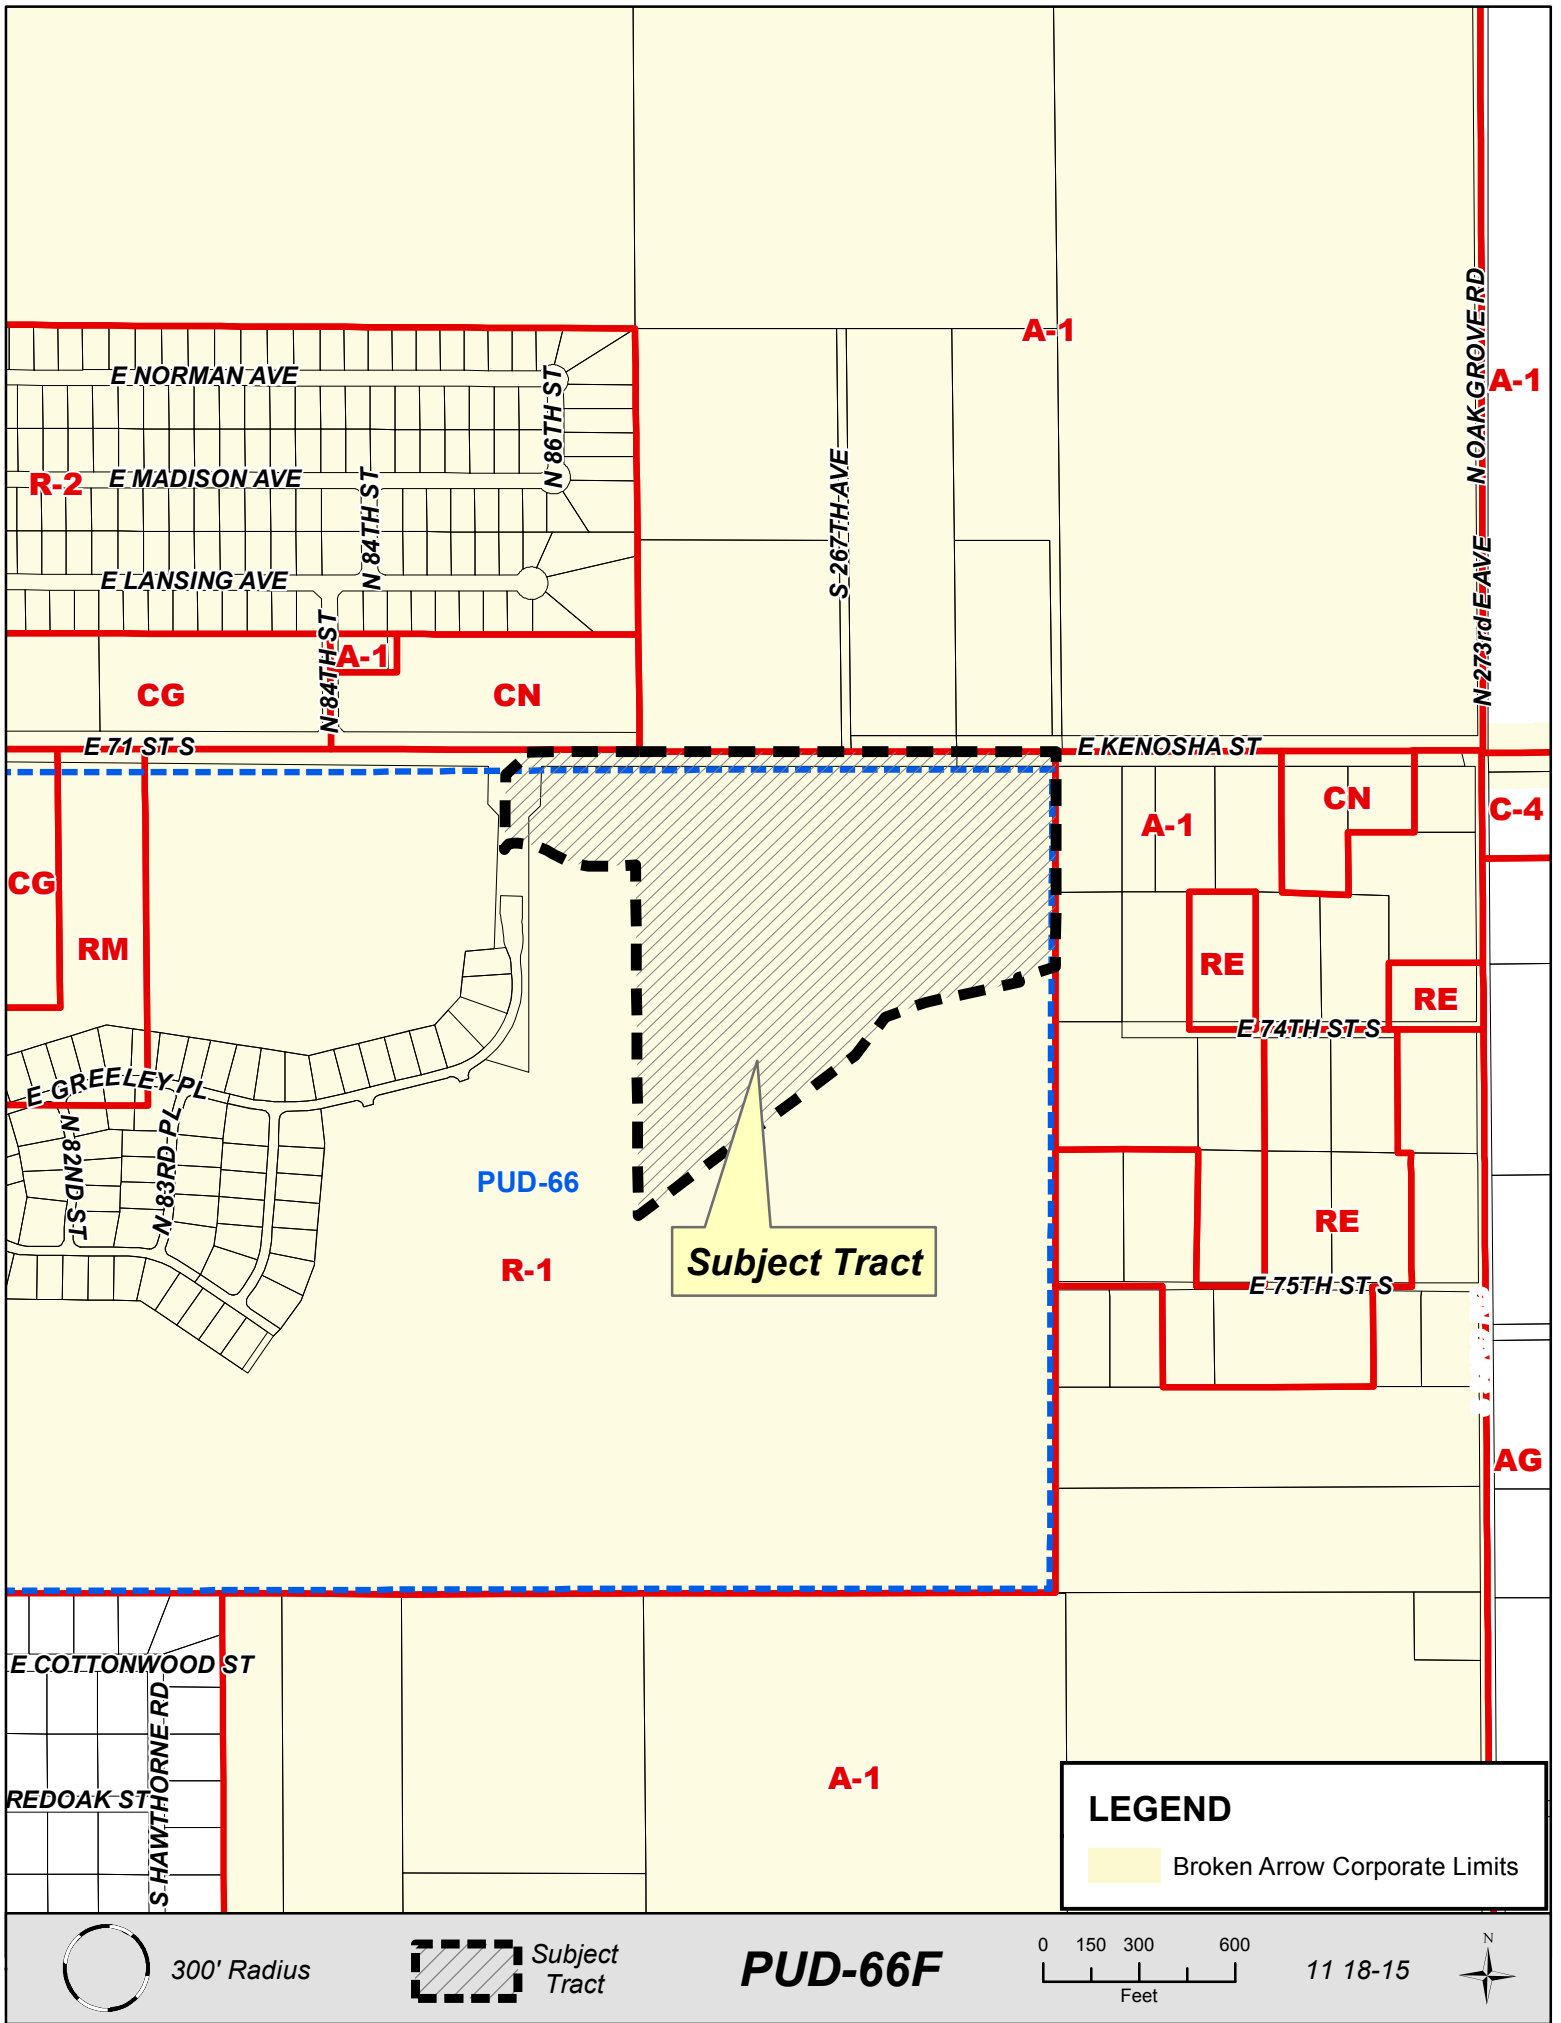 A-1
N OAK GROVE RD
A-1
E NORMAN AVE
N 86TH ST
R-2
E MADISON AVE
N 84TH ST
S 267TH AVE
E LANSING AVE
N 273rd E AVE
N 84TH ST
A-1
CG
CN
E 71 ST S
E KENOSHA ST
CN
C-4
A-1
CG
RM
RE
RE
E 74TH ST S
E GREELEY PL
N 82ND ST
N 83RD PL
PUD-66
RE
R-1
Subject Tract
E 75TH ST S
AG
E COTTONWOOD ST
S HAWTHORNE RD
REDOAK ST
A-1
LEGEND
Broken Arrow Corporate Limits
300' Radius
Subject
Tract
PUD-66F
0 150 300 600
Feet
11 18-15
N